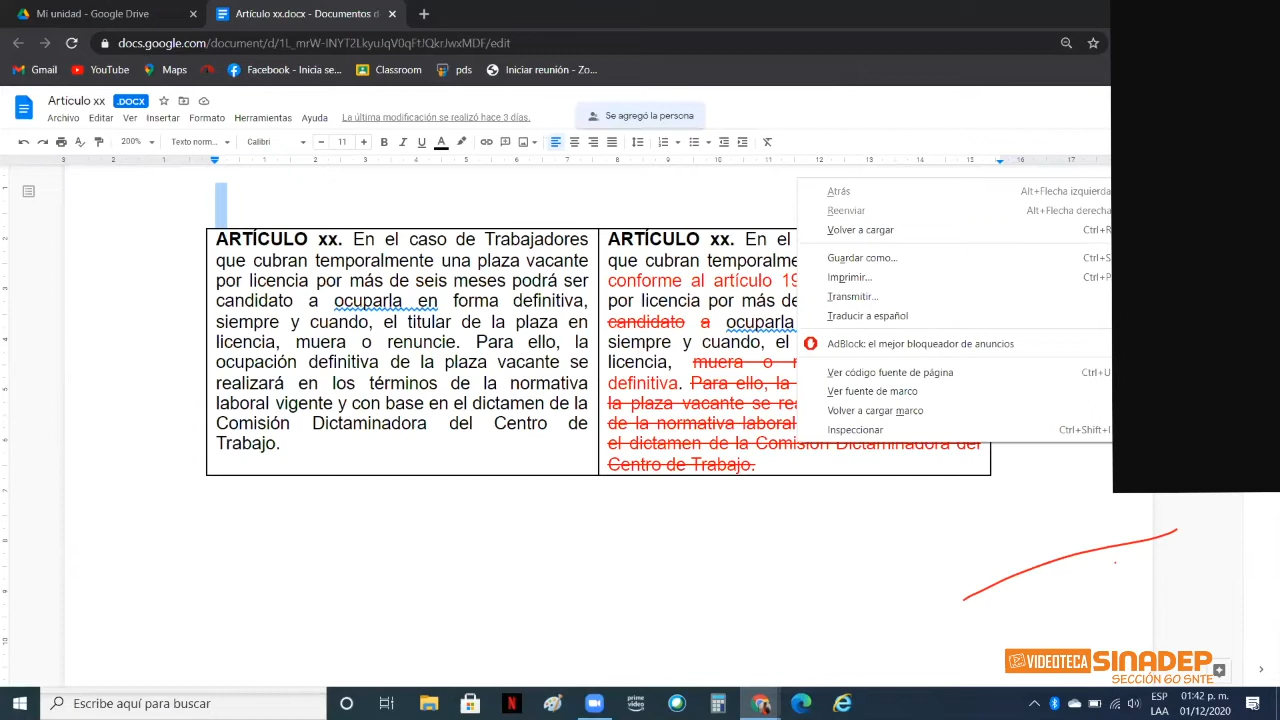 Mi unidad - Google Drive
Artículo xx.docx - Documentos d
docs.google.com/document/d/1L_mrW-INYT2LkyuJqV0qFtJQkrJwxMDF/edit
Gmail
YouTube
Maps
Facebook - Inicia se...
Classroom
pds
Iniciar reunión - Zo...
Artículo xx
.DOCX
Archivo
Editar
Ver
Insertar
Formato
Herramientas
Ayuda
La última modificación se realizó hace 3 días.
Se agregó la persona
200%
Texto norm...
Calibri
11
ARTÍCULO xx. En el caso de Trabajadores
que cubran temporalmente una plaza vacante
por licencia por más de seis meses podrá ser
candidato a ocuparla en forma definitiva,
siempre y cuando, el titular de la plaza en
licencia, muera o renuncie. Para ello, la
ocupación definitiva de la plaza vacante se
realizará en los términos de la normativa
laboral vigente y con base en el dictamen de la
Comisión Dictaminadora del Centro de
Trabajo.
ARTÍCULO xx. En el
que cubran temporalme
conforme al artículo 19
por licencia por más de
candidato a ocuparla
siempre y cuando, el
licencia, muera o
definitiva. Para ello, la
la plaza vacante se rea
de la normativa laboral
el dictamen de la Comisión Dictaminadora del
Centro de Trabajo.
Atrás Alt+Flecha izquierda
Reenviar Alt+Flecha derecha
Volver a cargar Ctrl+R
Guardar como... Ctrl+S
Imprimir... Ctrl+P
Transmitir...
Traducir a español
AdBlock: el mejor bloqueador de anuncios
Ver código fuente de página Ctrl+U
Ver fuente de marco
Volver a cargar marco
Inspeccionar Ctrl+Shift+I
VIDEOTECA SINADEP
SECCIÓN 60 SNTE
Escribe aquí para buscar
prime video
ESP
LAA
01:42 p. m.
01/12/2020